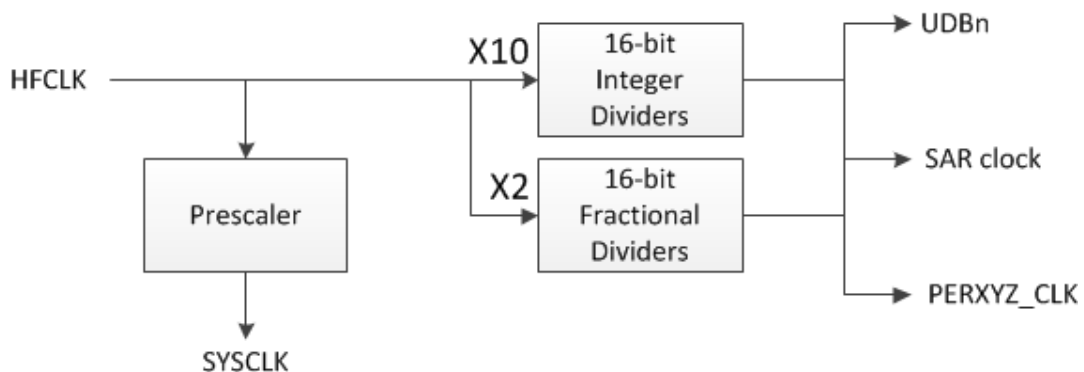 HFCLK
X10
16-bit
Integer
Dividers
UDBn
SAR clock
PERXYZ_CLK
X2
16-bit
Fractional
Dividers
Prescaler
SYSCLK